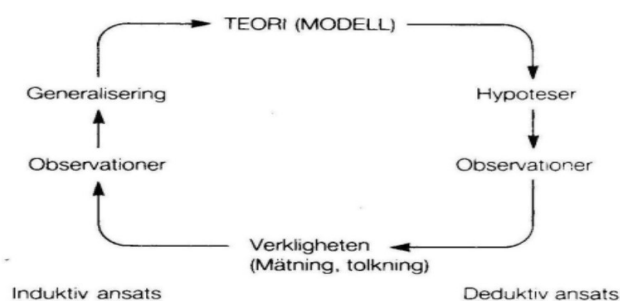 TEORI (MODELL)
Generalisering
Hypoteser
Observationer
Observationer
Verkligheten
(Mätning, tolkning)
Induktiv ansats
Deduktiv ansats